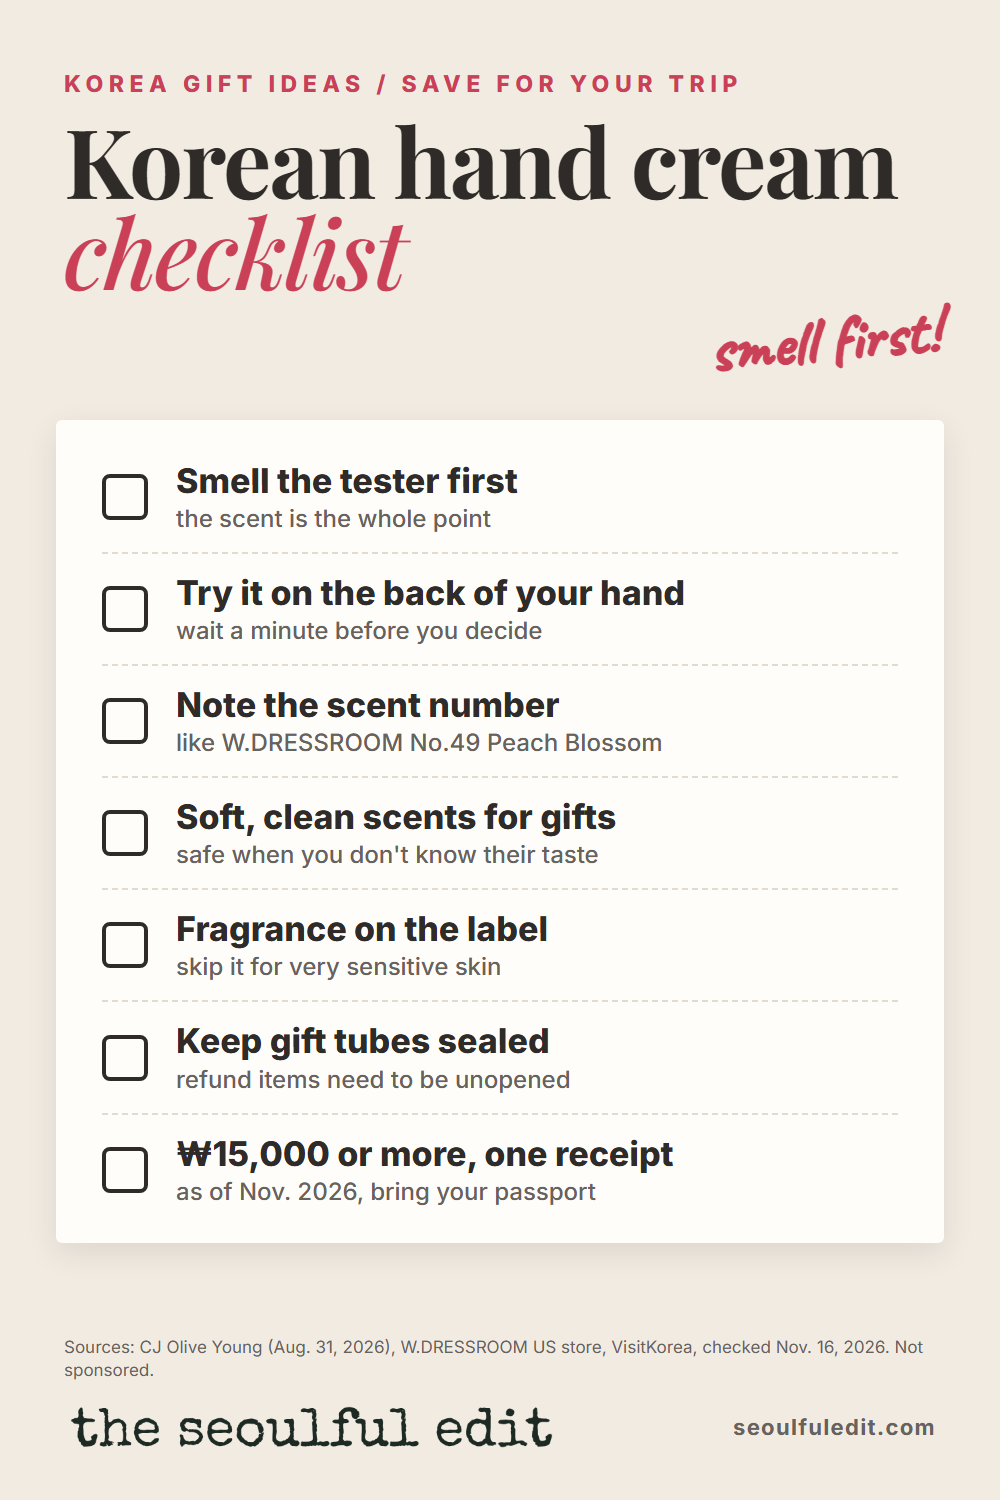 KOREA GIFT IDEAS / SAVE FOR YOUR TRIP
Korean hand cream
checklist
smell first!
Smell the tester first
the scent is the whole point
Try it on the back of your hand
wait a minute before you decide
Note the scent number
like W.DRESSROOM No.49 Peach Blossom
Soft, clean scents for gifts
safe when you don't know their taste
Fragrance on the label
skip it for very sensitive skin
Keep gift tubes sealed
refund items need to be unopened
₩15,000 or more, one receipt
as of Nov. 2026, bring your passport
Sources: CJ Olive Young (Aug. 31, 2026), W.DRESSROOM US store, VisitKorea, checked Nov. 16, 2026. Not
sponsored.
the seoulful edit
seoulfuledit.com